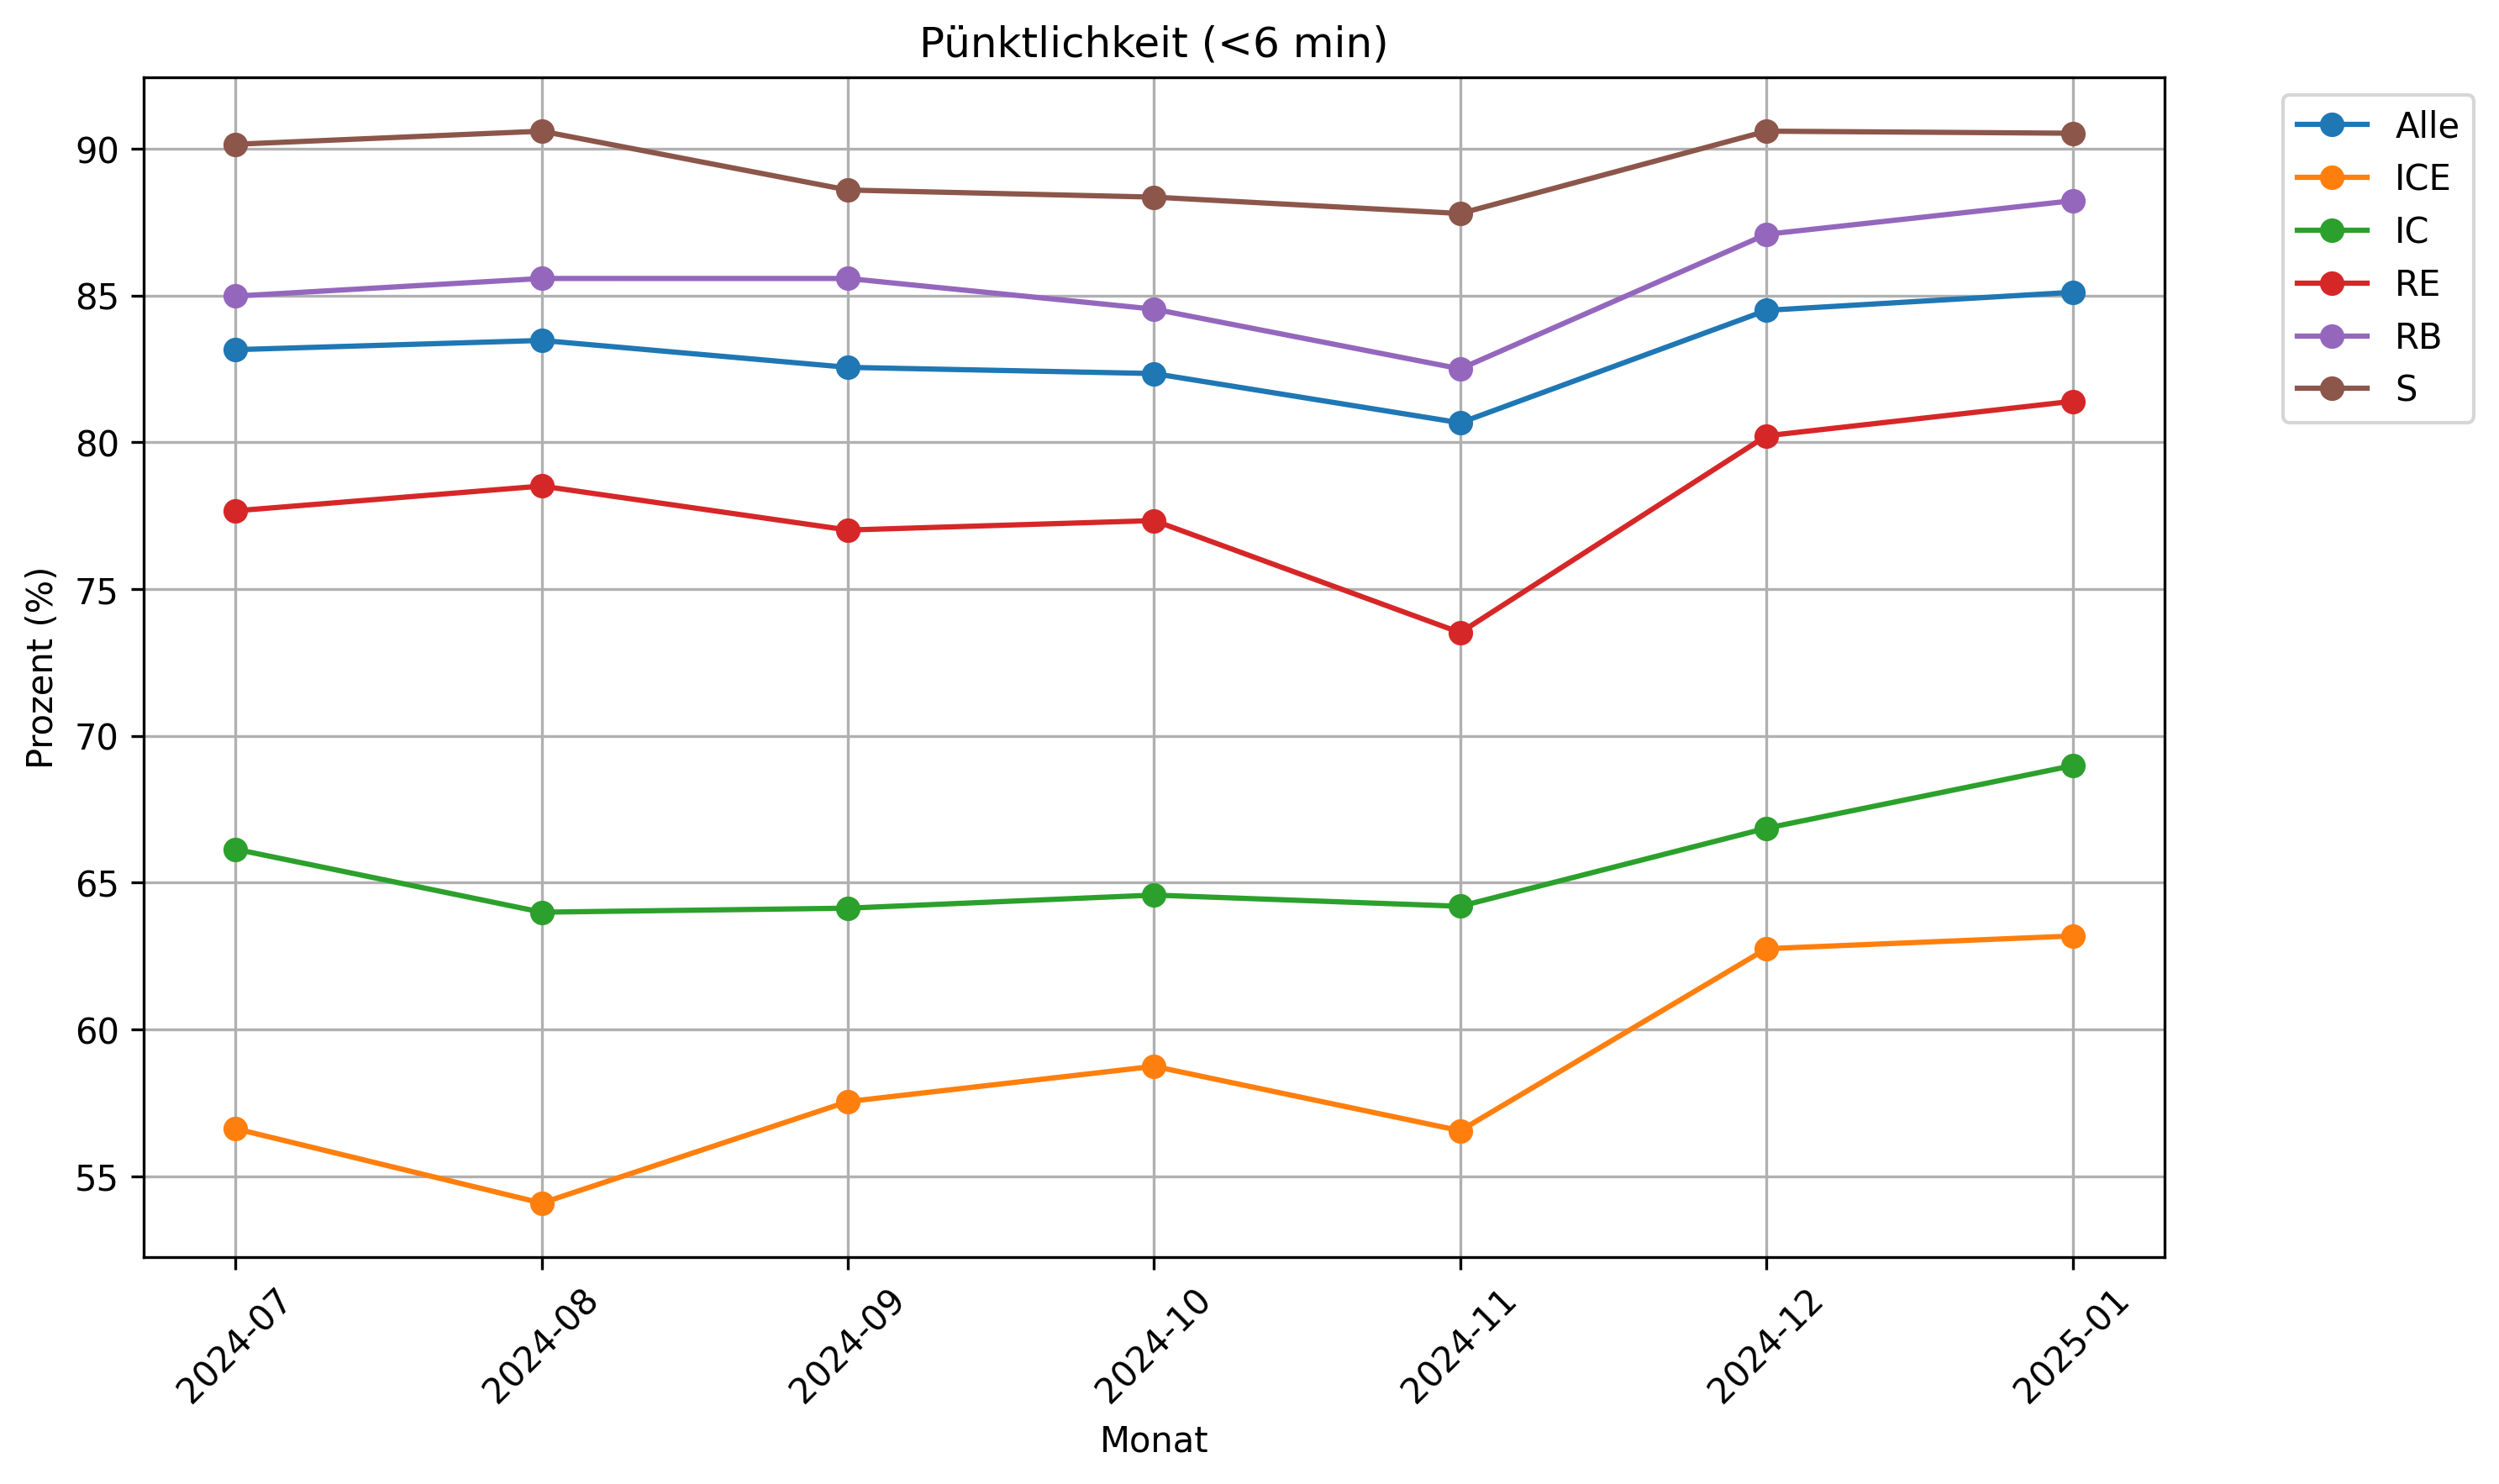 Pünktlichkeit (<6 min)
Prozent (%)
90
85
80
75
70
65
60
55
2024-07
2024-08
2024-09
2024-10
2024-11
2024-12
2025-01
Monat
Alle
ICE
IC
RE
RB
S